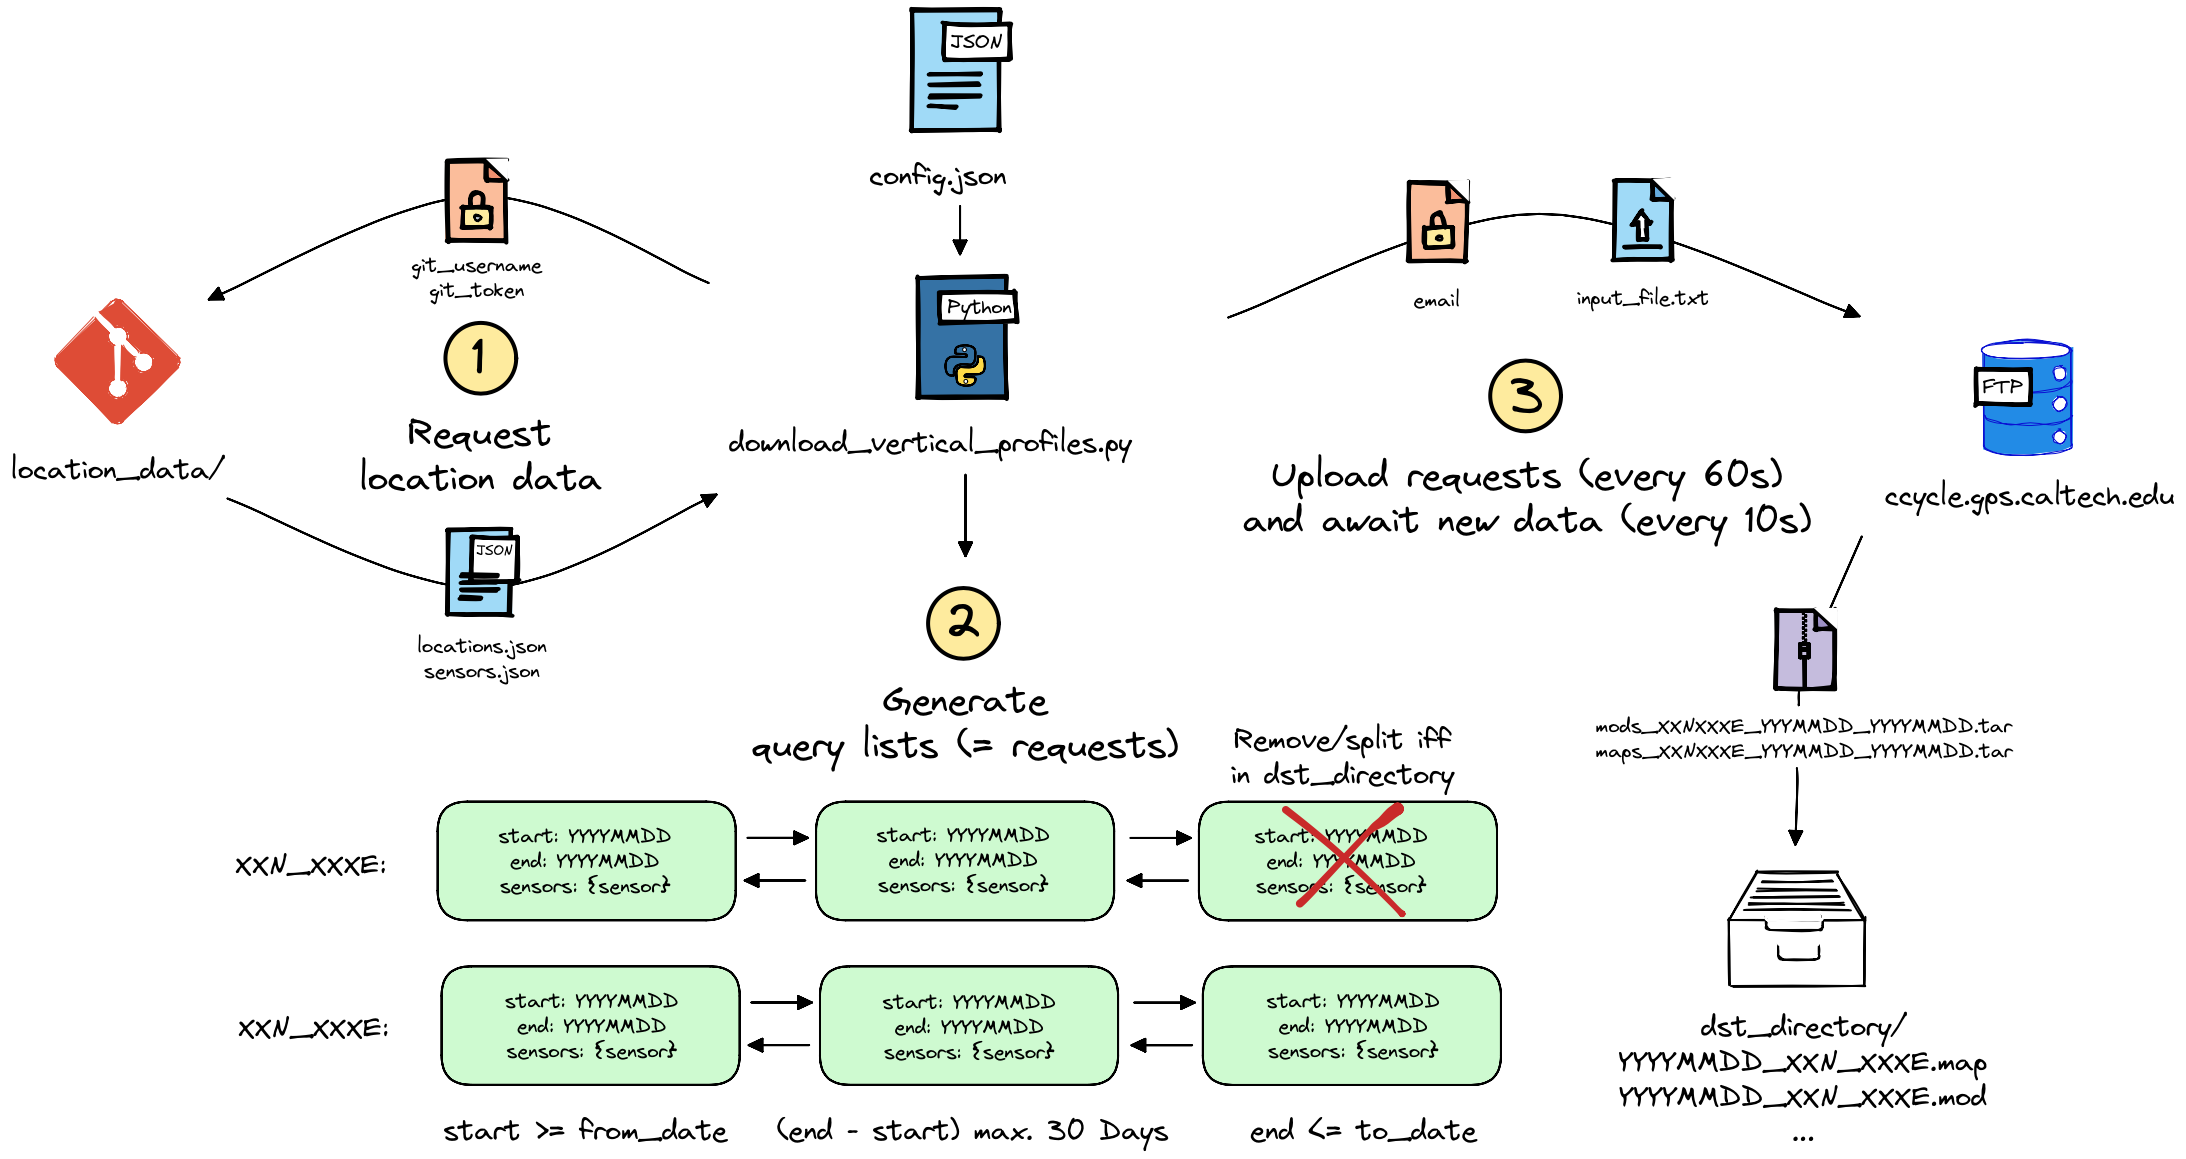 JSON
config.json
git_username
git_token
1
Request
location data
location_data/
JSON
locations.json
sensors.json
Python
download_vertical_profiles.py
2
Generate
query lists (= requests)
Remove/split iff
in dst_directory
XXN_XXXE:
start: YYYYMMDD
end: YYYYMMDD
sensors: {sensor}
start: YYYYMMDD
end: YYYYMMDD
sensors: {sensor}
start: YYYYMMDD
end: YYYYMMDD
sensors: {sensor}
XXN_XXXE:
start: YYYYMMDD
end: YYYYMMDD
sensors: {sensor}
start: YYYYMMDD
end: YYYYMMDD
sensors: {sensor}
start: YYYYMMDD
end: YYYYMMDD
sensors: {sensor}
start >= from_date
(end - start) max. 30 Days
end <= to_date
email
input_file.txt
3
Upload requests (every 60s)
and await new data (every 10s)
FTP
ccycle.gps.caltech.edu
mods_XXNXXXE_YYYMMDD_YYYYMMDD.tar
maps_XXNXXXE_YYYMMDD_YYYYMMDD.tar
dst_directory/
YYYYMMDD_XXN_XXXE.map
YYYYMMDD_XXN_XXXE.mod
...